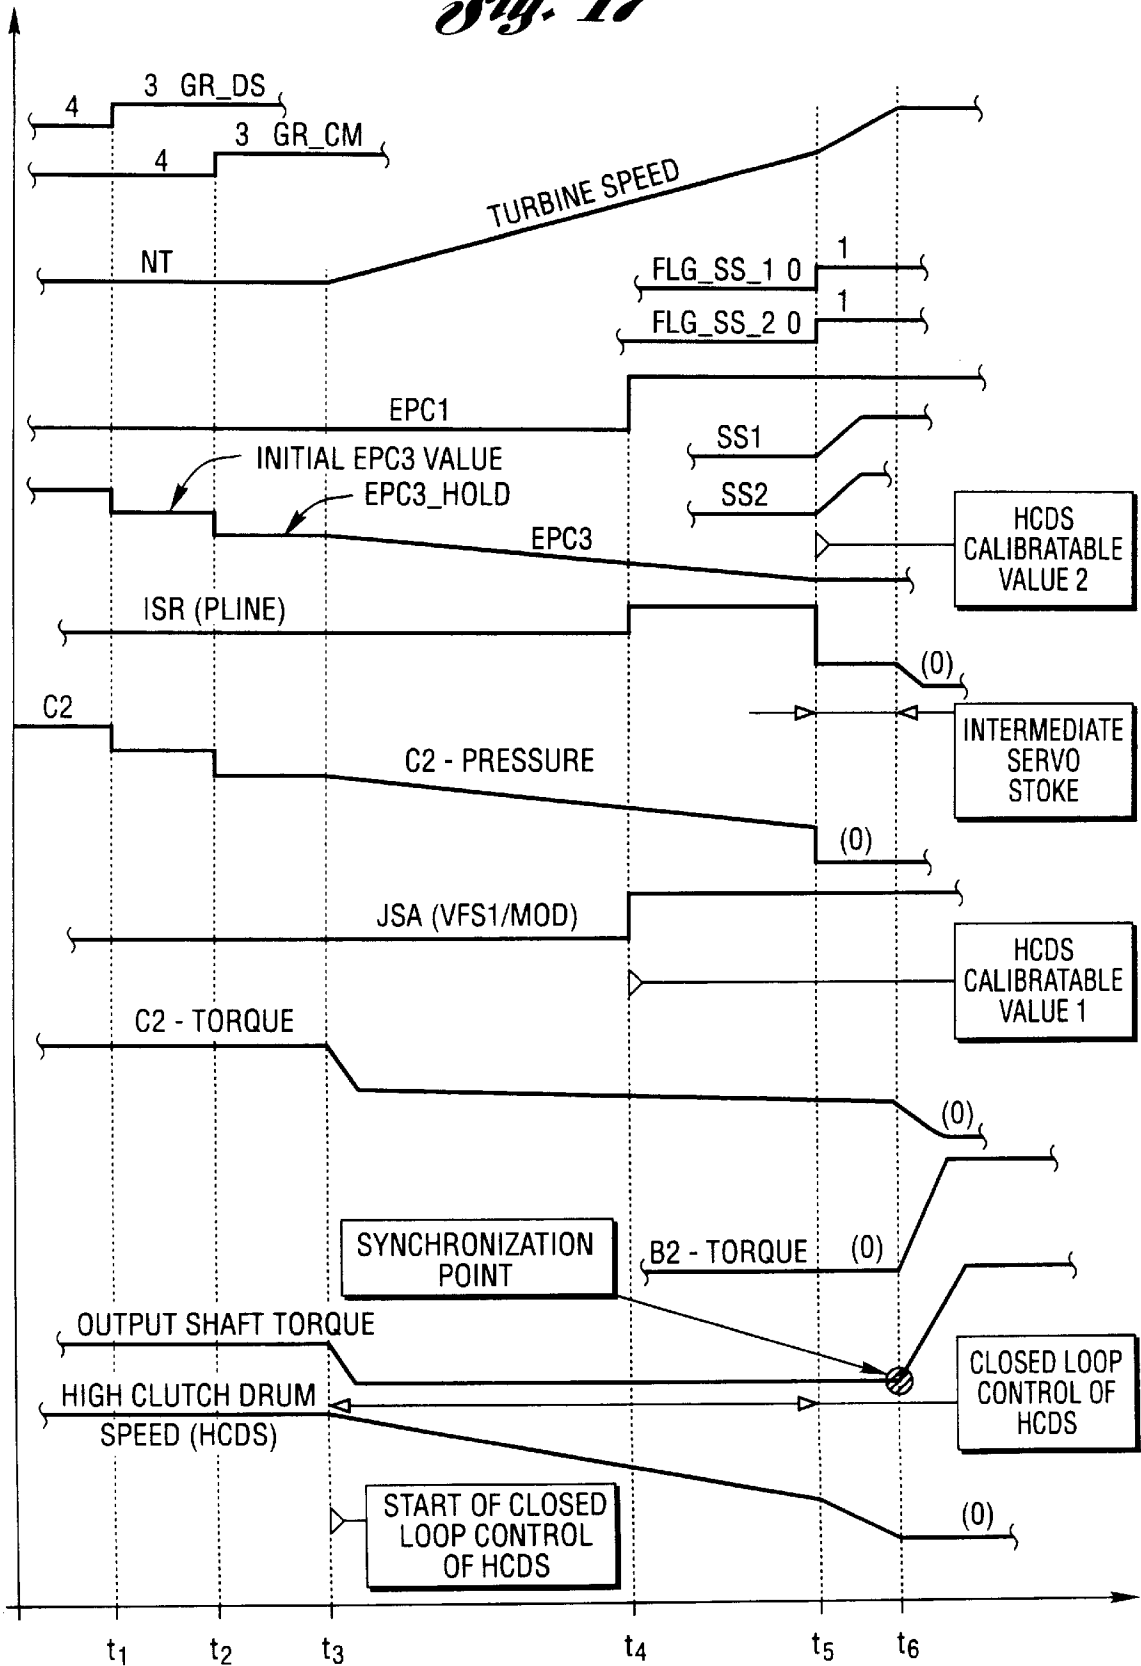 Fig. 17
3 GR_DS
4
3 GR_CM
4
TURBINE SPEED
NT
FLG_SS_1 0
1
FLG_SS_2 0
1
EPC1
SS1
INITIAL EPC3 VALUE
EPC3_HOLD
SS2
EPC3
HCDS
CALIBRATABLE
VALUE 2
ISR (PLINE)
(0)
C2
C2 - PRESSURE
INTERMEDIATE
SERVO
STOKE
(0)
JSA (VFS1/MOD)
HCDS
CALIBRATABLE
VALUE 1
C2 - TORQUE
(0)
SYNCHRONIZATION
POINT
B2 - TORQUE (0)
OUTPUT SHAFT TORQUE
CLOSED LOOP
CONTROL OF
HCDS
HIGH CLUTCH DRUM
SPEED (HCDS)
START OF CLOSED
LOOP CONTROL
OF HCDS
(0)
t1 t2 t3 t4 t5 t6